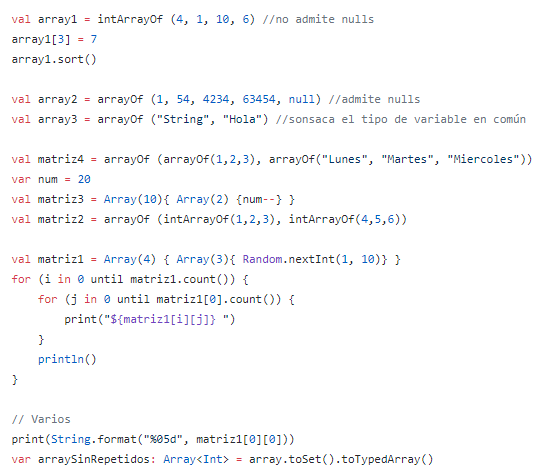 val array1 = intArrayOf (4, 1, 10, 6) //no admite nulls
array1[3] = 7
array1.sort()

val array2 = arrayOf (1, 54, 4234, 63454, null) //admite nulls
val array3 = arrayOf ("String", "Hola") //sonsaca el tipo de variable en común

val matriz4 = arrayOf (arrayOf(1,2,3), arrayOf("Lunes", "Martes", "Miercoles"))
var num = 20
val matriz3 = Array(10){ Array(2) {num--} }
val matriz2 = arrayOf (intArrayOf(1,2,3), intArrayOf(4,5,6))

val matriz1 = Array(4) { Array(3){ Random.nextInt(1, 10)} }
for (i in 0 until matriz1.count()) {
    for (j in 0 until matriz1[0].count()) {
        print("${matriz1[i][j]} ")
    }
    println()
}

// Varios
print(String.format("%05d", matriz1[0][0]))
var arraySinRepetidos: Array<Int> = array.toSet().toTypedArray()